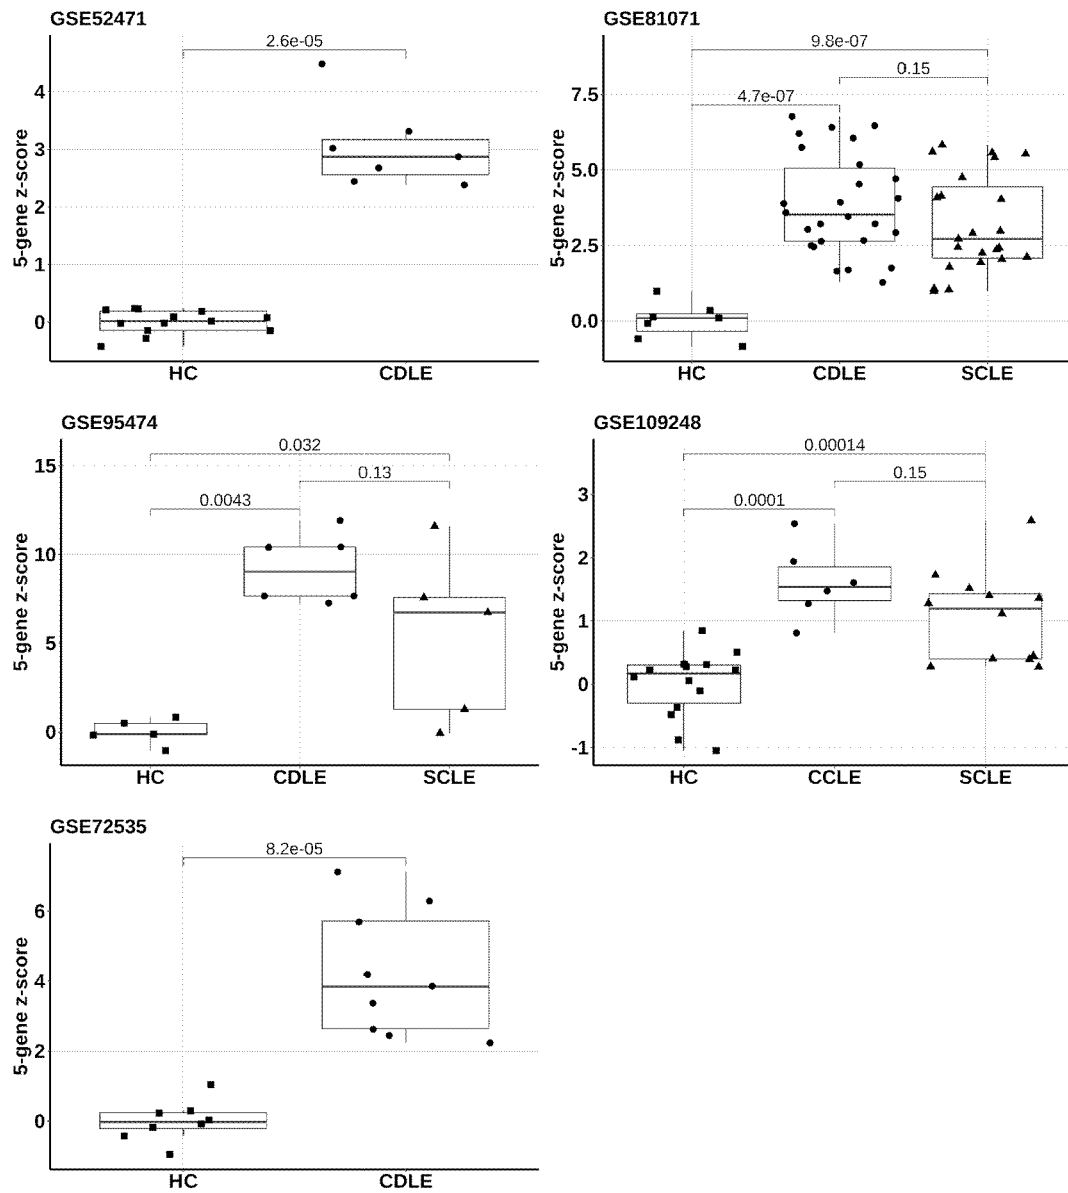 GSE52471
2.6e-05
4
3
2
1
0
5-gene z-score
HC CDLE
GSE81071
9.8e-07
0.15
4.7e-07
7.5
5.0
2.5
0.0
5-gene z-score
HC CDLE SCLE
GSE95474
0.032
0.13
0.0043
15
10
5
0
5-gene z-score
HC CDLE SCLE
GSE109248
0.00014
0.15
0.0001
3
2
1
0
-1
5-gene z-score
HC CCLE SCLE
GSE72535
8.2e-05
6
4
2
0
5-gene z-score
HC CDLE